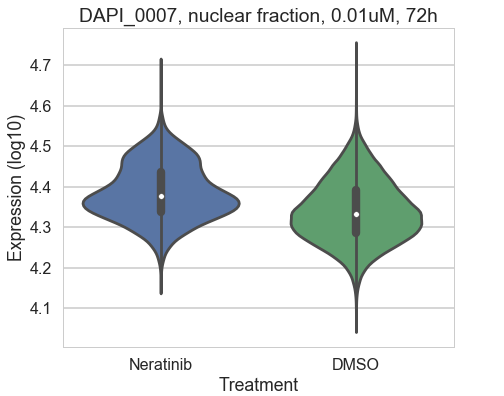 DAPI_0007, nuclear fraction, 0.01uM, 72h
4.7
4.6
4.5
4.4
4.3
4.2
4.1
Expression (log10)
Neratinib DMSO
Treatment